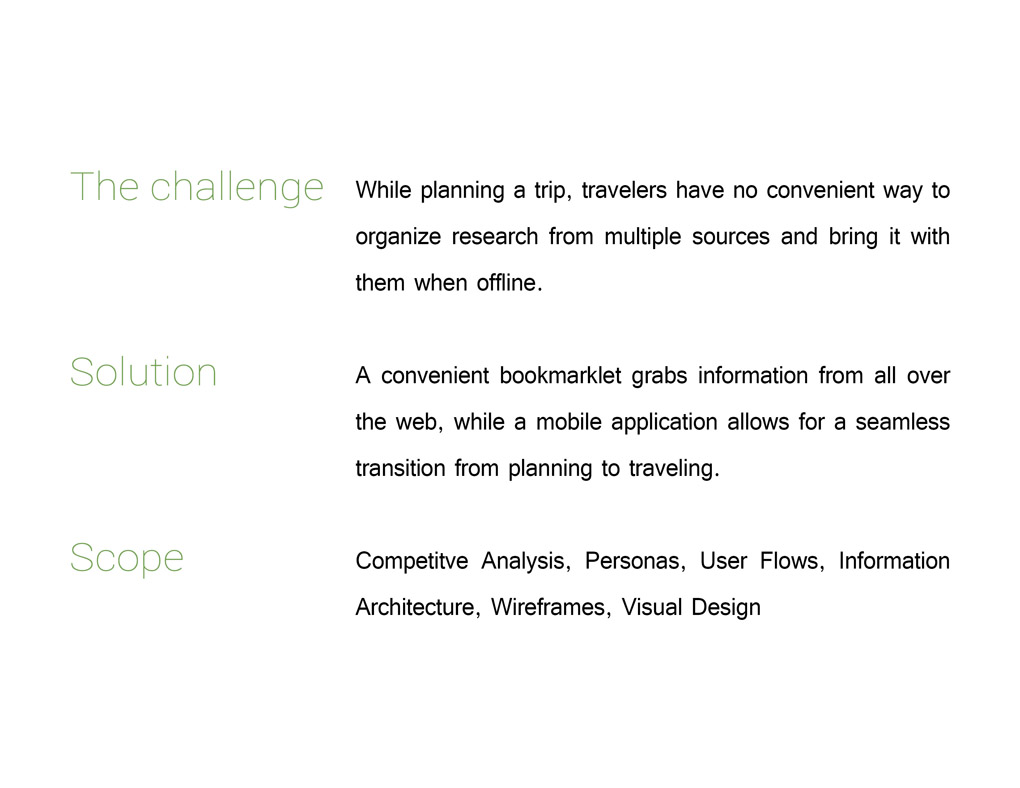 The challenge
While planning a trip, travelers have no convenient way to
organize research from multiple sources and bring it with
them when offline.
Solution
A convenient bookmarklet grabs information from all over
the web, while a mobile application allows for a seamless
transition from planning to traveling.
Scope
Competitve Analysis, Personas, User Flows, Information
Architecture, Wireframes, Visual Design